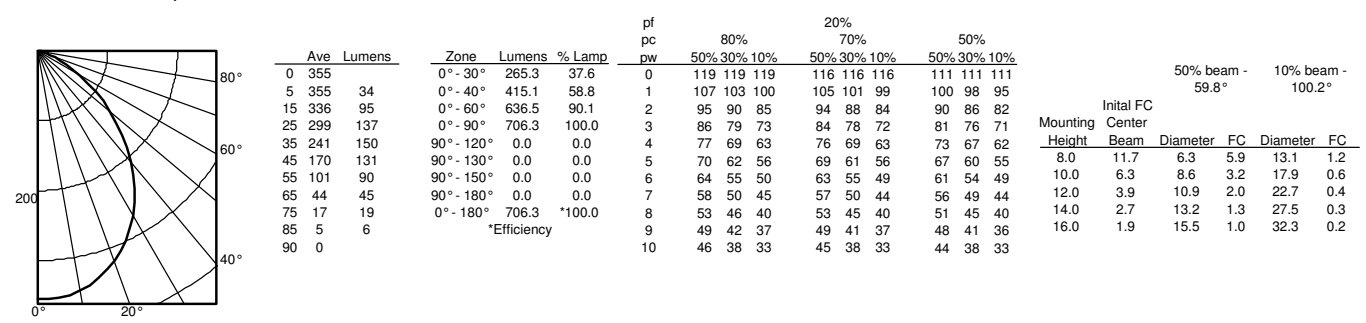 200
80°
60°
40°
0° 20°
Ave Lumens
0 355
5 355 34
15 336 95
25 299 137
35 241 150
45 170 131
55 101 90
65 44 45
75 17 19
85 5 6
90 0
Zone Lumens % Lamp
0°- 30° 265.3 37.6
0°- 40° 415.1 58.8
0°- 60° 636.5 90.1
0°- 90° 706.3 100.0
90°- 120° 0.0 0.0
90°- 130° 0.0 0.0
90°- 150° 0.0 0.0
90°- 180° 0.0 0.0
0°- 180° 706.3 *100.0
*Efficiency
pf 20%
pc 80% 70% 50%
pw 50% 30% 10% 50% 30% 10% 50% 30% 10%
0 119 119 119 116 116 116 111 111 111
1 107 103 100 105 101 99 100 98 95
2 95 90 85 94 88 84 90 86 82
3 86 79 73 84 78 72 81 76 71
4 77 69 63 76 69 63 73 67 62
5 70 62 56 69 61 56 67 60 55
6 64 55 50 63 55 49 61 54 49
7 58 50 45 57 50 44 56 49 44
8 53 46 40 53 45 40 51 45 40
9 49 42 37 49 41 37 48 41 36
10 46 38 33 45 38 33 44 38 33
50% beam - 59.8° 10% beam - 100.2°
Mounting Height Inital FC Center Beam Diameter FC Diameter FC
8.0 11.7 6.3 5.9 13.1 1.2
10.0 6.3 8.6 3.2 17.9 0.6
12.0 3.9 10.9 2.0 22.7 0.4
14.0 2.7 13.2 1.3 27.5 0.3
16.0 1.9 15.5 1.0 32.3 0.2